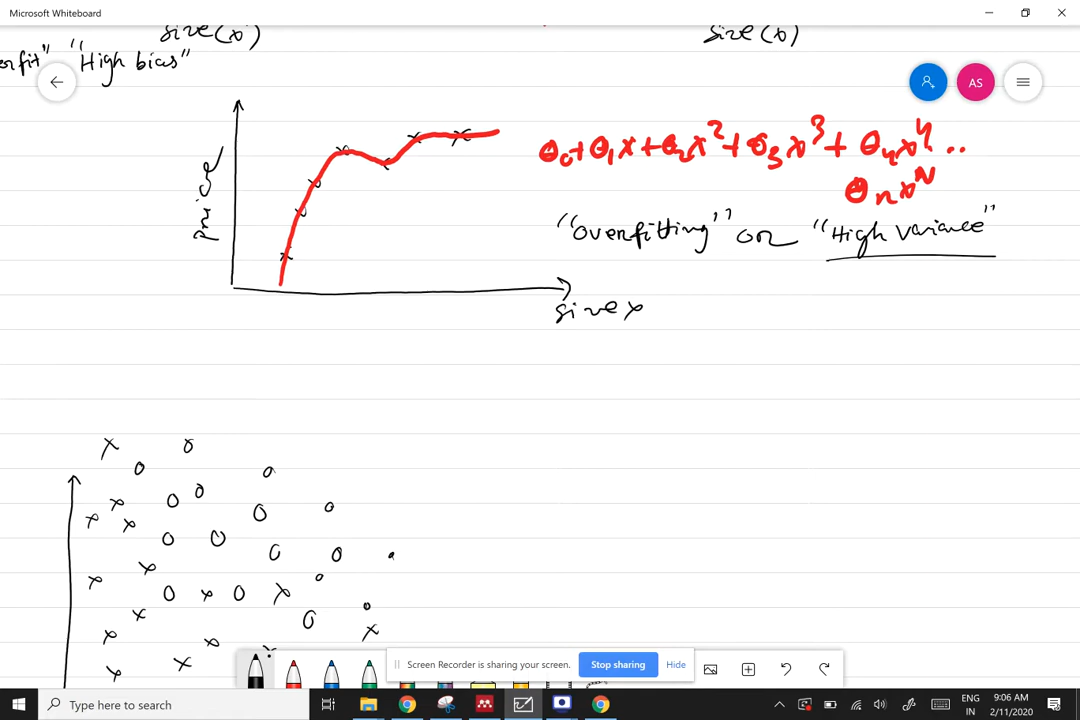 Microsoft Whiteboard
size(x) size(x)
erfit" "High bias"
AS
Price
θ0+θ1x+θ2x²+θ3x³+θ4x⁴..
θnxⁿ
"Overfitting" or "High variance"
size x
Screen Recorder is sharing your screen. Stop sharing Hide
Type here to search
ENG 9:06 AM
IN 2/11/2020